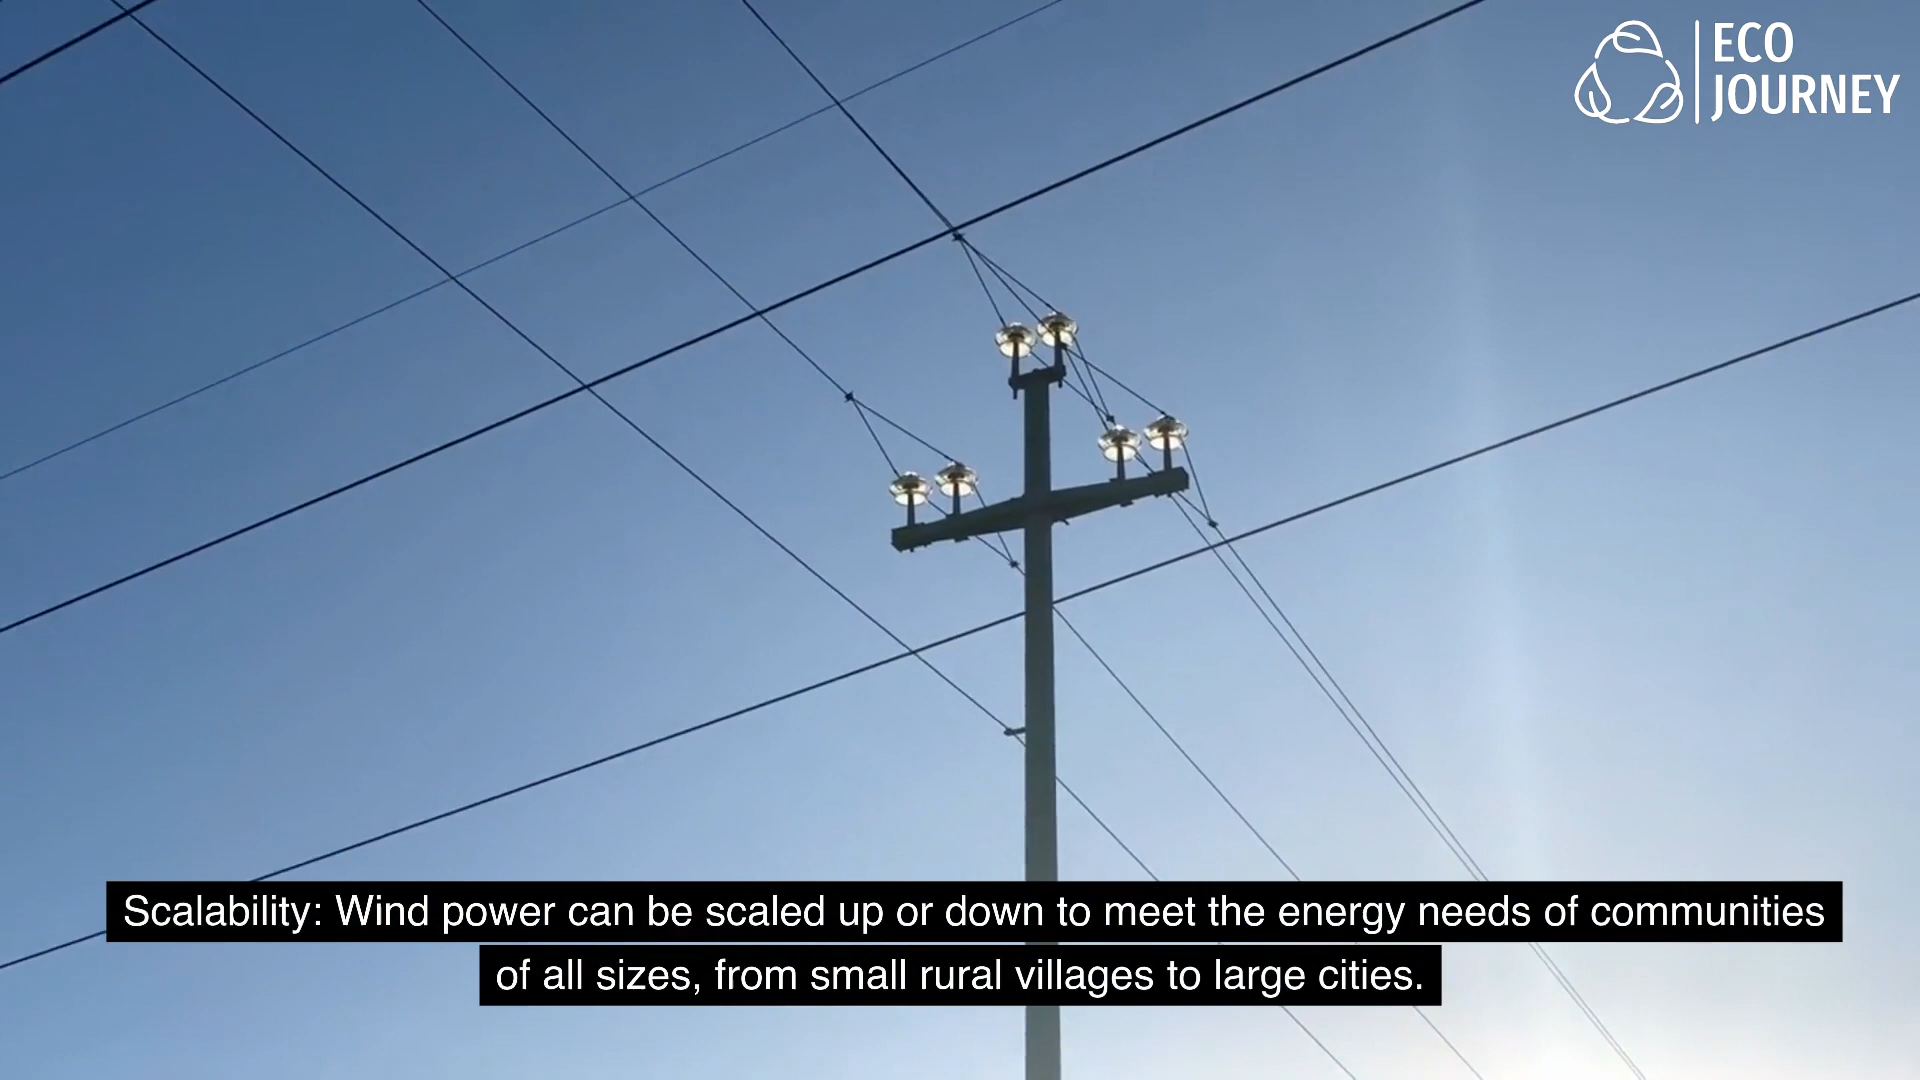 ECO
JOURNEY
Scalability: Wind power can be scaled up or down to meet the energy needs of communities
of all sizes, from small rural villages to large cities.